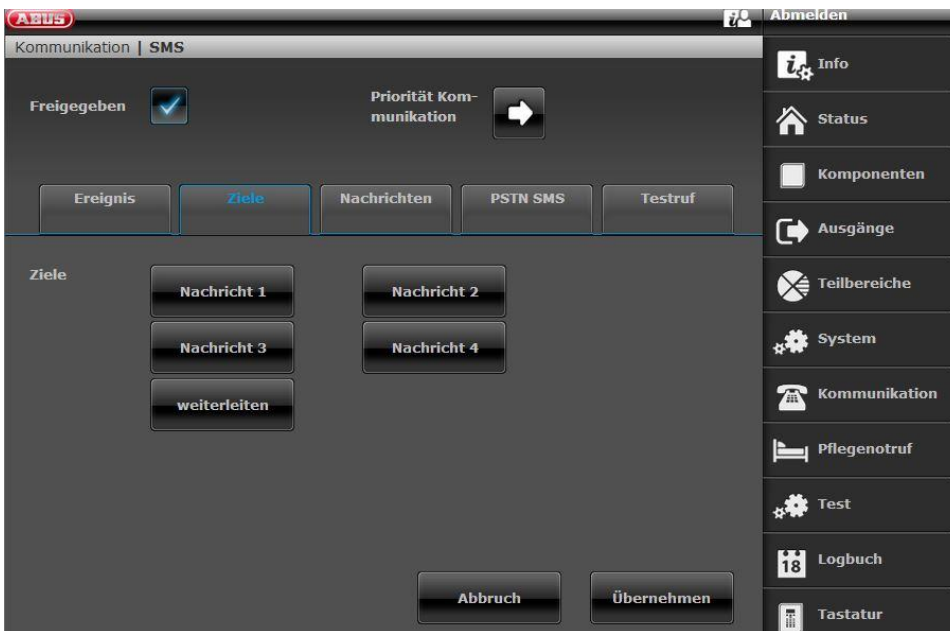 ABUS
Abmelden
Kommunikation | SMS
Freigegeben
Priorität Kom-
munikation
Ereignis
Ziele
Nachrichten
PSTN SMS
Testruf
Ziele
Nachricht 1
Nachricht 2
Nachricht 3
Nachricht 4
weiterleiten
Abbruch
Übernehmen
Info
Status
Komponenten
Ausgänge
Teilbereiche
System
Kommunikation
Pflegenotruf
Test
18
Logbuch
Tastatur